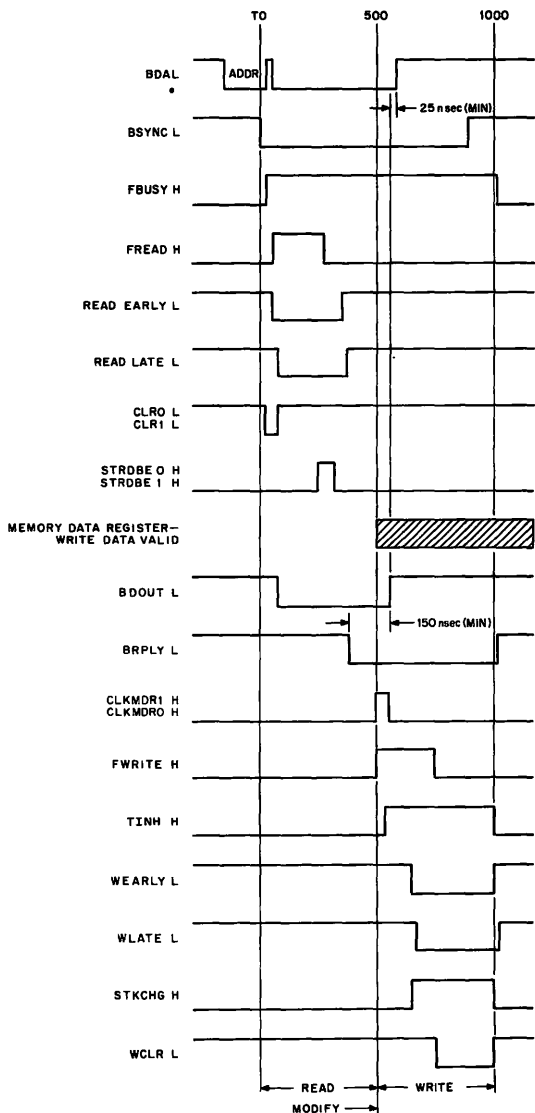 TO 500 1000
BDAL ADDR
25 nsec (MIN)
BSYNC L
FBUSY H
FREAD H
READ EARLY L
READ LATE L
CLR0 L
CLR1 L
STRDBE 0 H
STRDBE 1 H
MEMORY DATA REGISTER—
WRITE DATA VALID
BDOUT L
150 nsec (MIN)
BRPLY L
CLKMDR1 H
CLKMDR0 H
FWRITE H
TINH H
WEARLY L
WLATE L
STKCHG H
WCLR L
READ WRITE
MODIFY